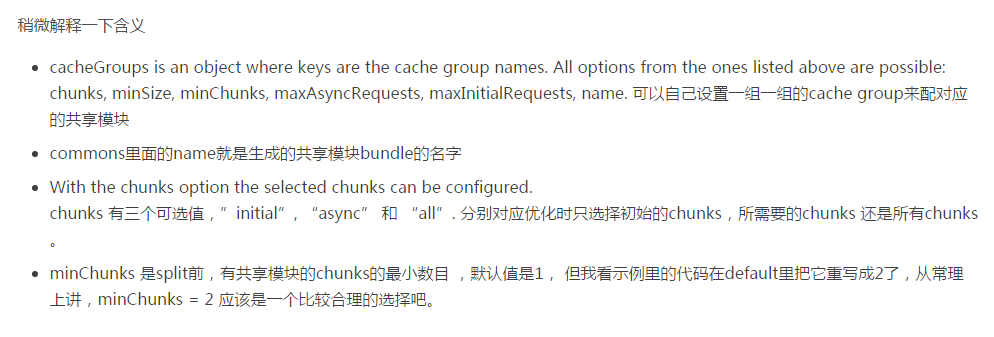 稍微解释一下含义
cacheGroups is an object where keys are the cache group names. All options from the ones listed above are possible:
chunks, minSize, minChunks, maxAsyncRequests, maxInitialRequests, name. 可以自己设置一组一组的cache group来配对应
的共享模块
commons里面的name就是生成的共享模块bundle的名字
With the chunks option the selected chunks can be configured.
chunks 有三个可选值，”initial”, “async” 和 “all”. 分别对应优化时只选择初始的chunks，所需要的chunks 还是所有chunks
。
minChunks 是split前，有共享模块的chunks的最小数目 ，默认值是1， 但我看示例里的代码在default里把它重写成2了，从常理
上讲，minChunks = 2 应该是一个比较合理的选择吧。